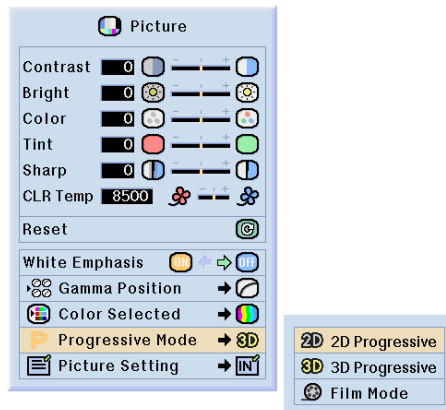 Picture
Contrast 0
Bright 0
Color 0
Tint 0
Sharp 0
CLR Temp 8500
Reset
White Emphasis ON OFF
Gamma Position
Color Selected
P Progressive Mode 3D
Picture Setting IN
2D 2D Progressive
3D 3D Progressive
Film Mode